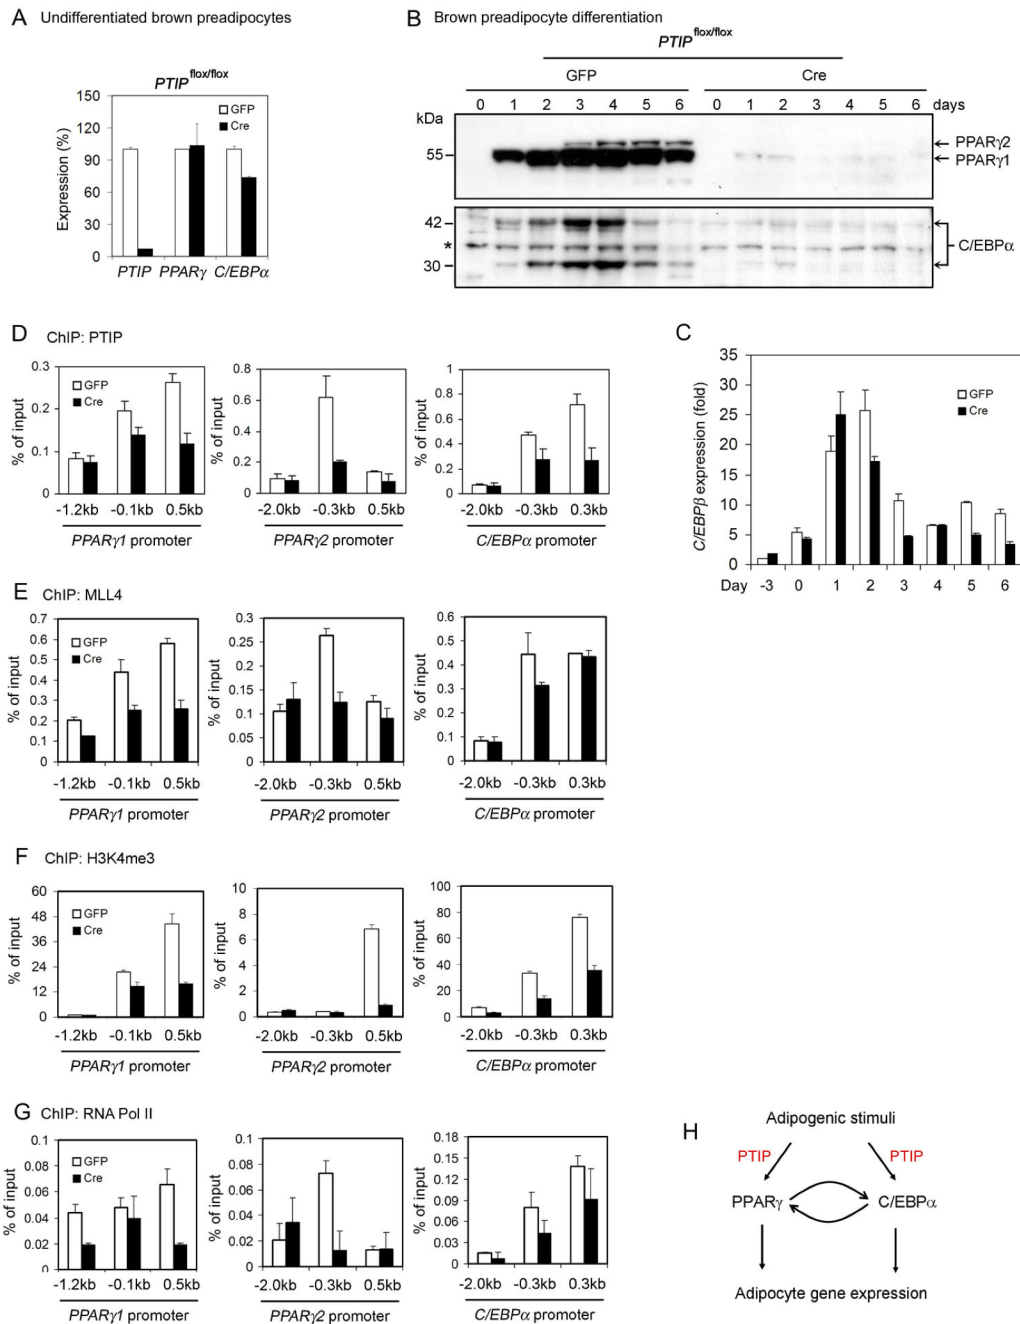 A Undifferentiated brown preadipocytes
PTIP flox/flox
150
120
90
60
30
0
Expression (%)
GFP
Cre
PTIP PPARγ C/EBPα
B Brown preadipocyte differentiation
PTIP flox/flox
GFP Cre
0 1 2 3 4 5 6 0 1 2 3 4 5 6 days
kDa
55
PPARγ2
PPARγ1
42
*
30
C/EBPα
C
35
30
25
20
15
10
5
0
C/EBPβ expression (fold)
GFP
Cre
Day -3 0 1 2 3 4 5 6
D ChIP: PTIP
0.3
0.2
0.1
0
% of input
GFP
Cre
-1.2kb -0.1kb 0.5kb
PPARγ1 promoter
0.8
0.6
0.4
0.2
0
% of input
-2.0kb -0.3kb 0.5kb
PPARγ2 promoter
1
0.8
0.6
0.4
0.2
0
% of input
-2.0kb -0.3kb 0.3kb
C/EBPα promoter
E ChIP: MLL4
0.7
0.6
0.5
0.4
0.3
0.2
0.1
0
% of input
GFP
Cre
-1.2kb -0.1kb 0.5kb
PPARγ1 promoter
0.3
0.25
0.2
0.15
0.1
0.05
0
% of input
-2.0kb -0.3kb 0.5kb
PPARγ2 promoter
0.6
0.5
0.4
0.3
0.2
0.1
0
% of input
-2.0kb -0.3kb 0.3kb
C/EBPα promoter
F ChIP: H3K4me3
60
48
36
24
12
0
% of input
GFP
Cre
-1.2kb -0.1kb 0.5kb
PPARγ1 promoter
10
8
6
4
2
0
% of input
-2.0kb -0.3kb 0.5kb
PPARγ2 promoter
100
80
60
40
20
0
% of input
-2.0kb -0.3kb 0.3kb
C/EBPα promoter
G ChIP: RNA Pol II
0.1
0.08
0.06
0.04
0.02
0
% of input
GFP
Cre
-1.2kb -0.1kb 0.5kb
PPARγ1 promoter
0.1
0.08
0.06
0.04
0.02
0
% of input
-2.0kb -0.3kb 0.5kb
PPARγ2 promoter
0.18
0.15
0.12
0.09
0.06
0.03
0
% of input
-2.0kb -0.3kb 0.3kb
C/EBPα promoter
H
Adipogenic stimuli
PTIP PTIP
PPARγ C/EBPα
Adipocyte gene expression